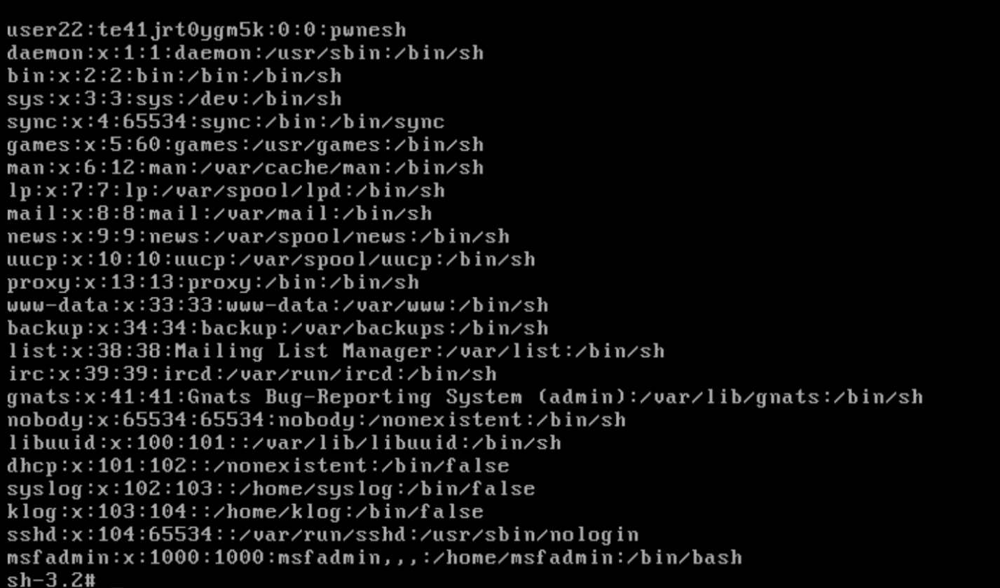 user22:te41jrt0ygm5k:0:0:pwnesh
daemon:x:1:1:daemon:/usr/sbin:/bin/sh
bin:x:2:2:bin:/bin:/bin/sh
sys:x:3:3:sys:/dev:/bin/sh
sync:x:4:65534:sync:/bin:/bin/sync
games:x:5:60:games:/usr/games:/bin/sh
man:x:6:12:man:/var/cache/man:/bin/sh
lp:x:7:7:lp:/var/spool/lpd:/bin/sh
mail:x:8:8:mail:/var/mail:/bin/sh
news:x:9:9:news:/var/spool/news:/bin/sh
uucp:x:10:10:uucp:/var/spool/uucp:/bin/sh
proxy:x:13:13:proxy:/bin:/bin/sh
www-data:x:33:33:www-data:/var/www:/bin/sh
backup:x:34:34:backup:/var/backups:/bin/sh
list:x:38:38:Mailing List Manager:/var/list:/bin/sh
irc:x:39:39:ircd:/var/run/ircd:/bin/sh
gnats:x:41:41:Gnats Bug-Reporting System (admin):/var/lib/gnats:/bin/sh
nobody:x:65534:65534:nobody:/nonexistent:/bin/sh
libuuid:x:100:101::/var/lib/libuuid:/bin/sh
dhcp:x:101:102::/nonexistent:/bin/false
syslog:x:102:103::/home/syslog:/bin/false
klog:x:103:104::/home/klog:/bin/false
sshd:x:104:65534::/var/run/sshd:/usr/sbin/nologin
msfadmin:x:1000:1000:msfadmin,,,:/home/msfadmin:/bin/bash
sh-3.2# _